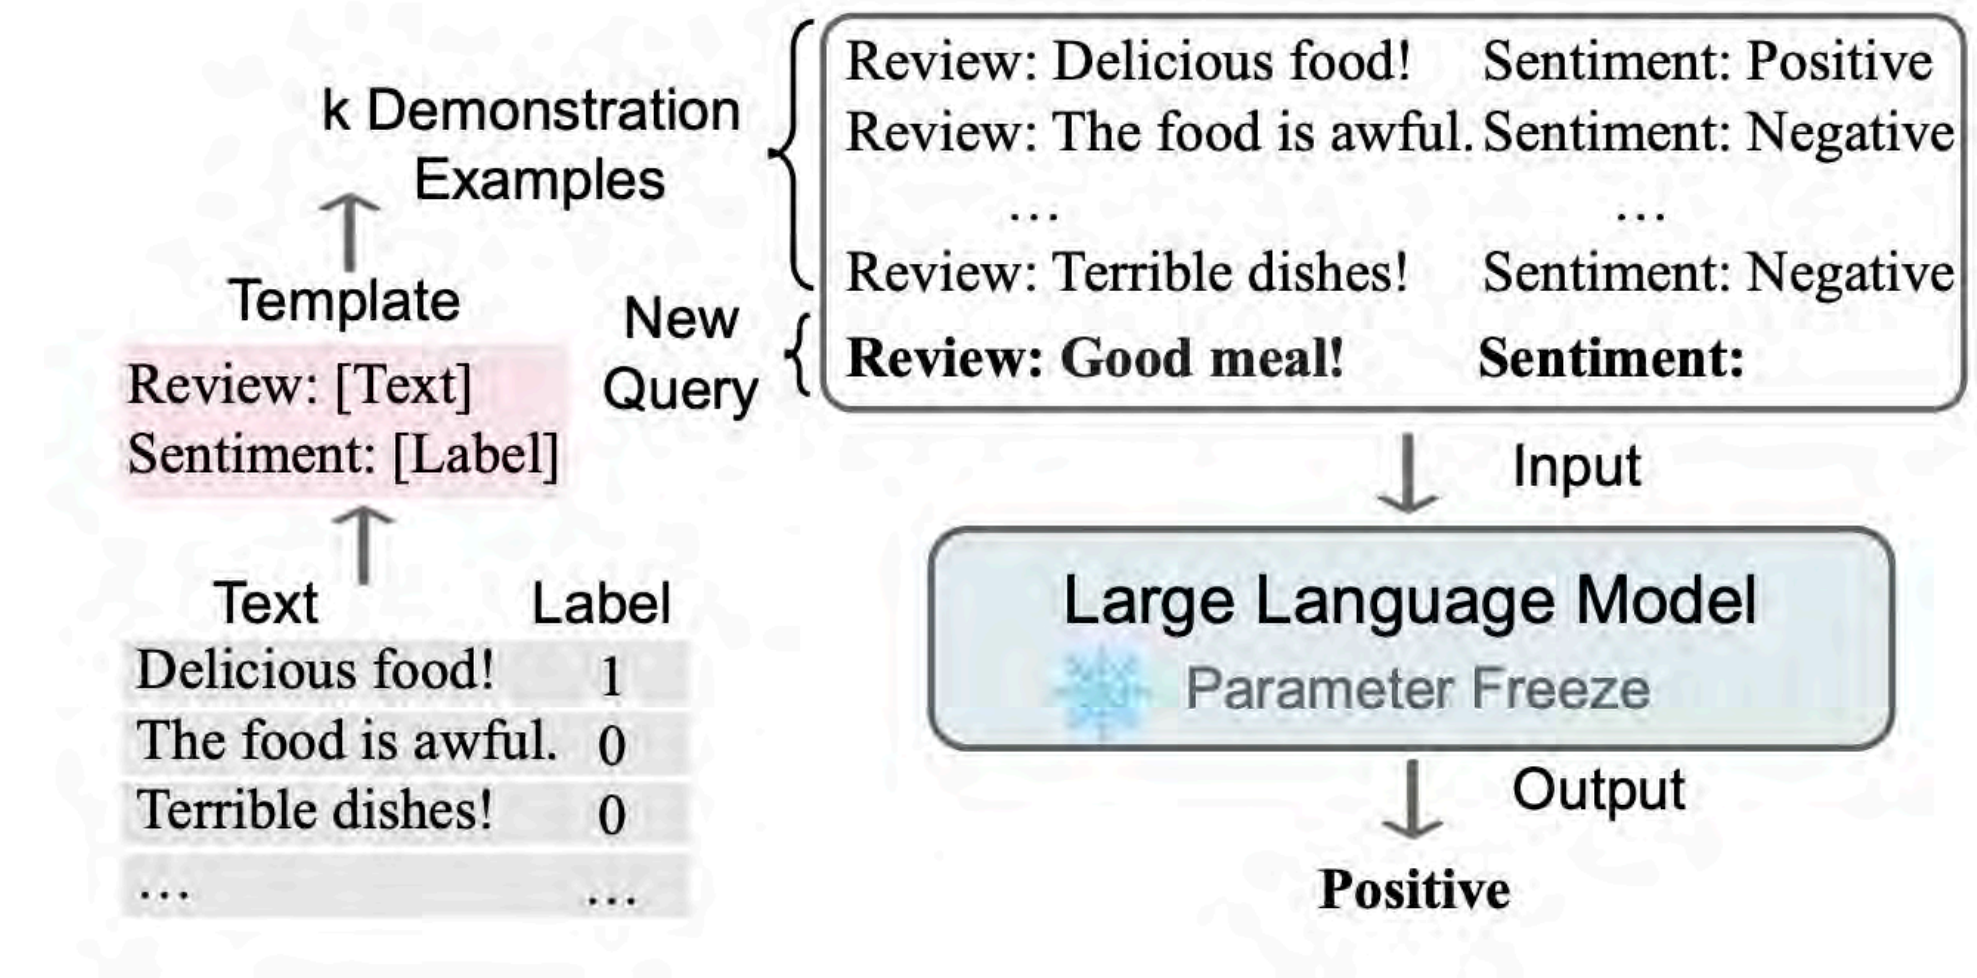 k Demonstration
Examples
Template
Review: [Text]
Sentiment: [Label]
Text Label
Delicious food! 1
The food is awful. 0
Terrible dishes! 0
... ...
New
Query
Review: Delicious food! Sentiment: Positive
Review: The food is awful. Sentiment: Negative
... ...
Review: Terrible dishes! Sentiment: Negative
Review: Good meal! Sentiment:
Input
Large Language Model
Parameter Freeze
Output
Positive